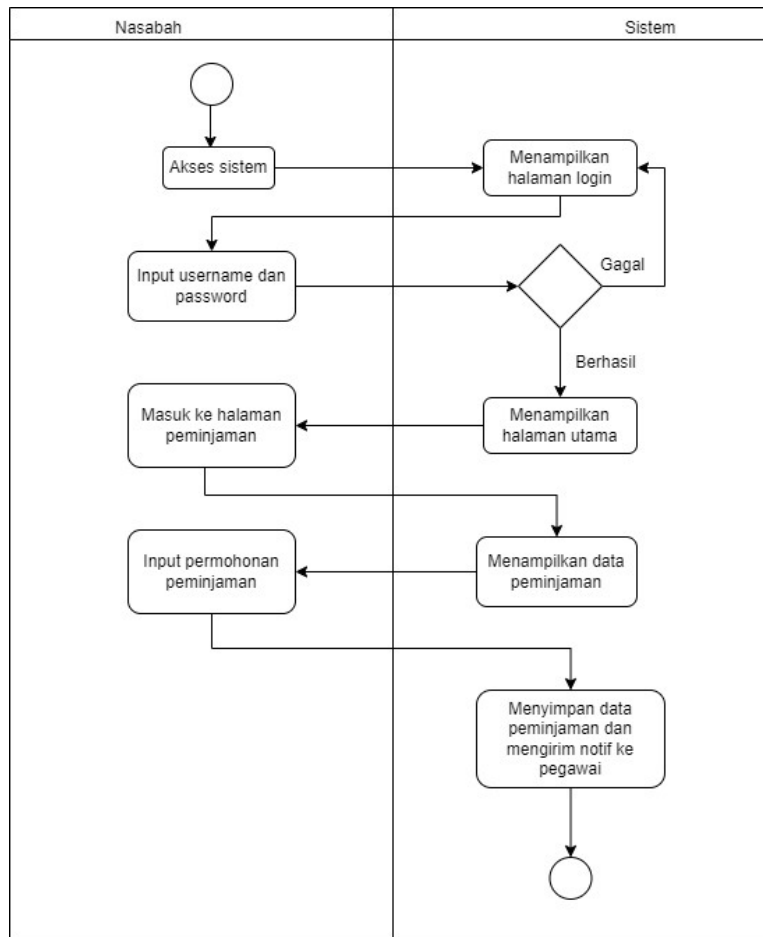 Nasabah
Sistem
Akses sistem
Menampilkan
halaman login
Input username dan
password
Gagal
Berhasil
Masuk ke halaman
peminjaman
Menampilkan
halaman utama
Input permohonan
peminjaman
Menampilkan data
peminjaman
Menyimpan data
peminjaman dan
mengirim notif ke
pegawai